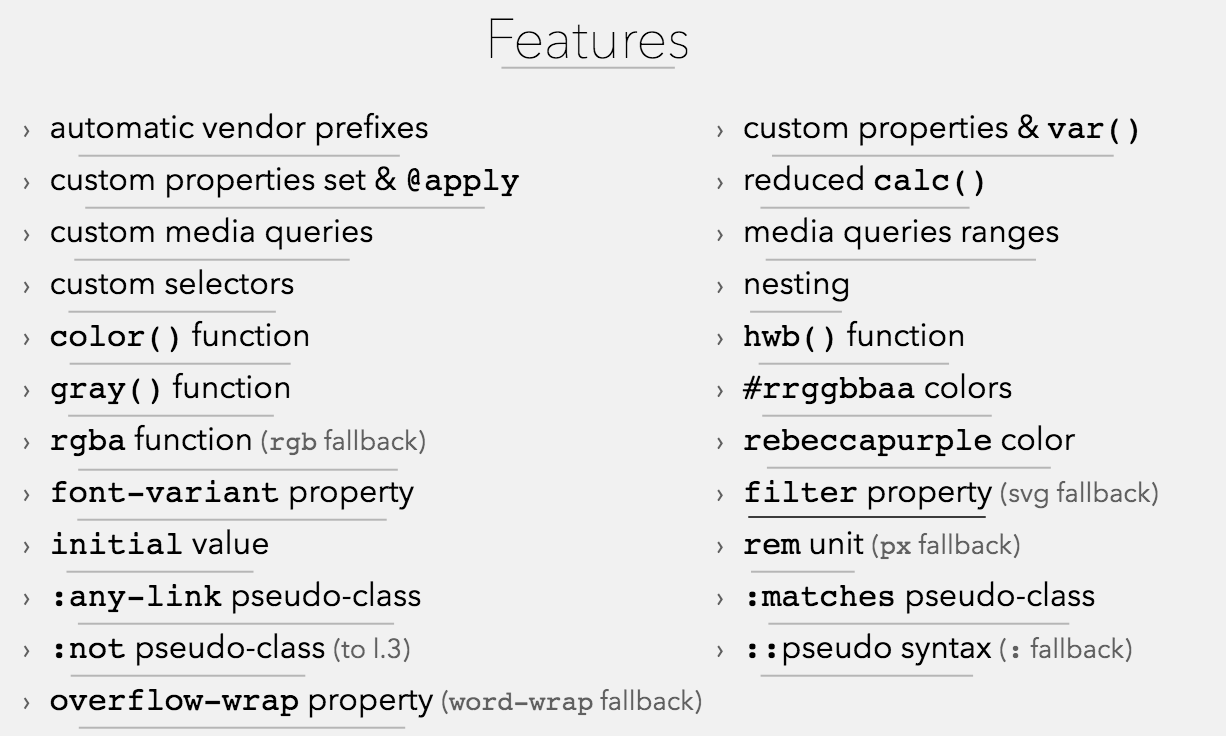 Features
› automatic vendor prefixes
› custom properties & var()
› custom properties set & @apply
› reduced calc()
› custom media queries
› media queries ranges
› custom selectors
› nesting
› color() function
› hwb() function
› gray() function
› #rrggbbaa colors
› rgba function (rgb fallback)
› rebeccapurple color
› font-variant property
› filter property (svg fallback)
› initial value
› rem unit (px fallback)
› :any-link pseudo-class
› :matches pseudo-class
› :not pseudo-class (to l.3)
› ::pseudo syntax (: fallback)
› overflow-wrap property (word-wrap fallback)